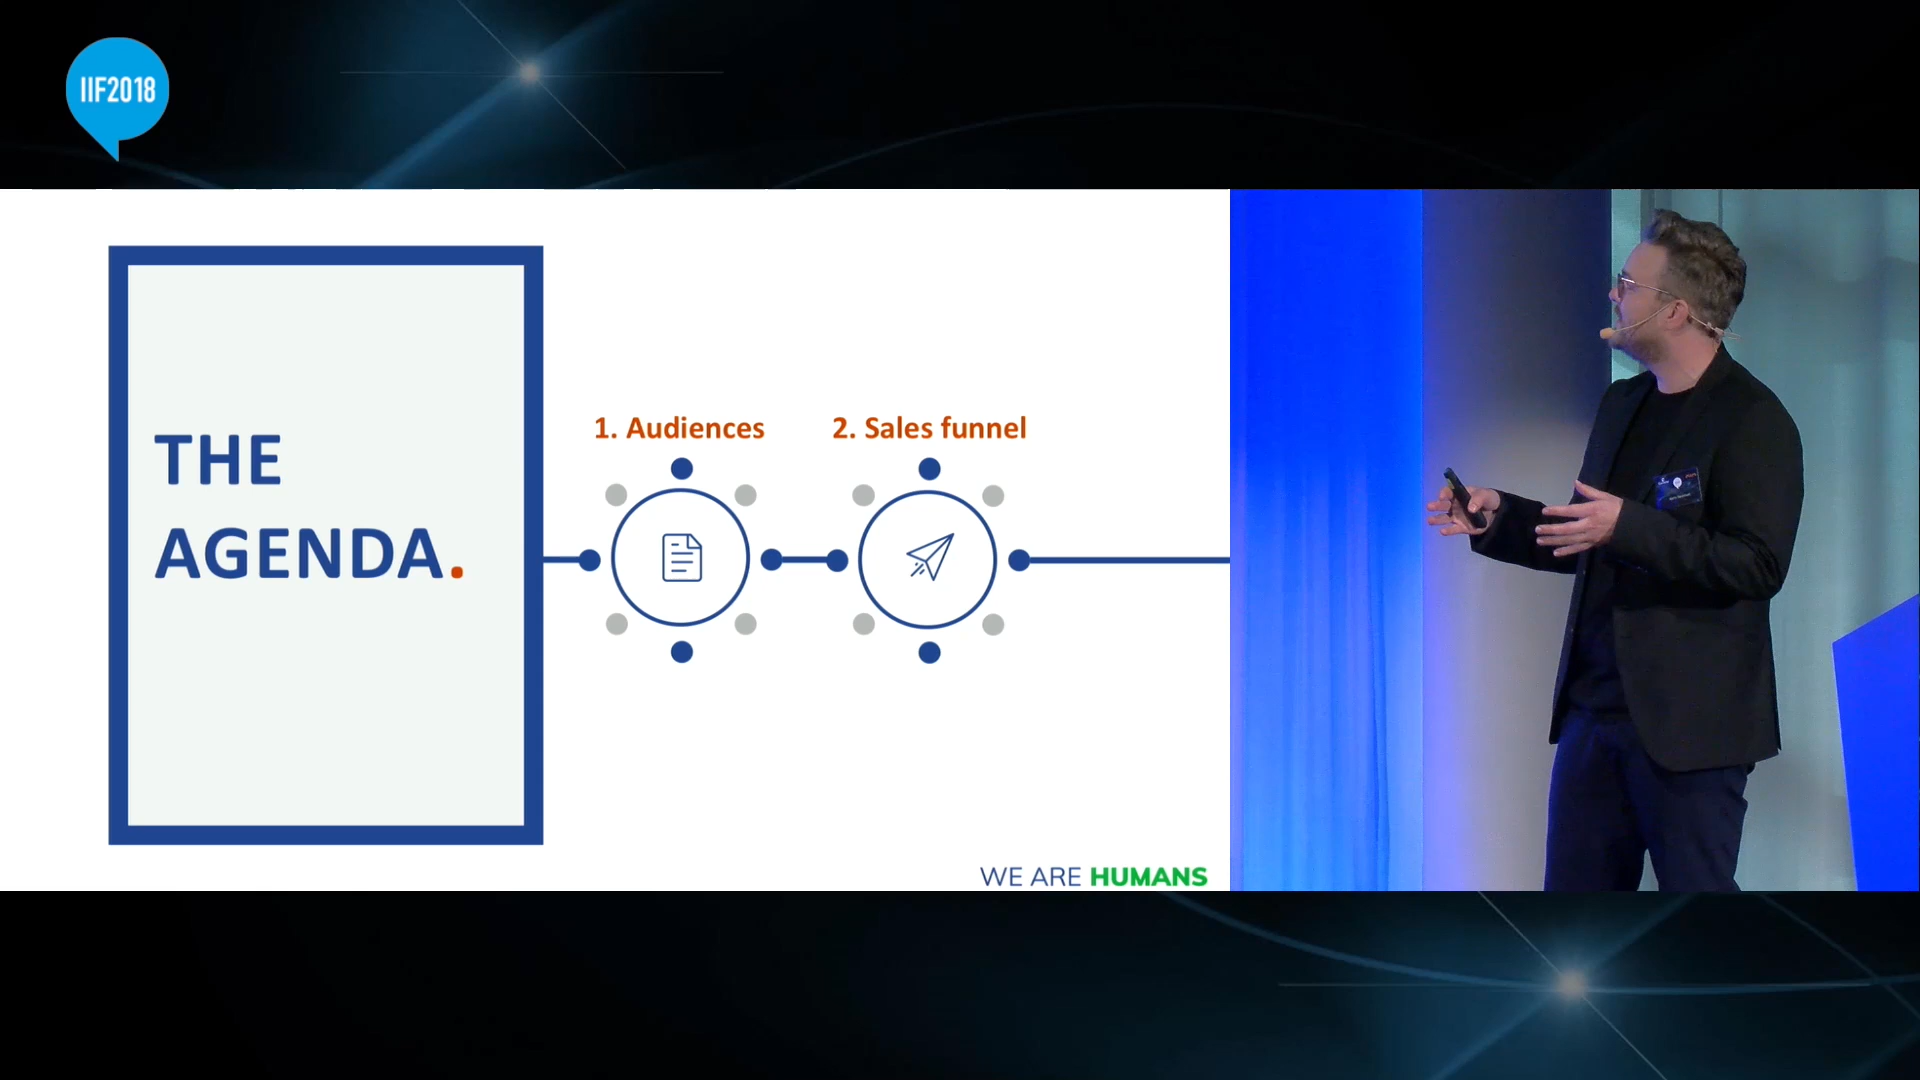 IIF2018
THE
AGENDA.
1. Audiences
2. Sales funnel
WE ARE HUMANS